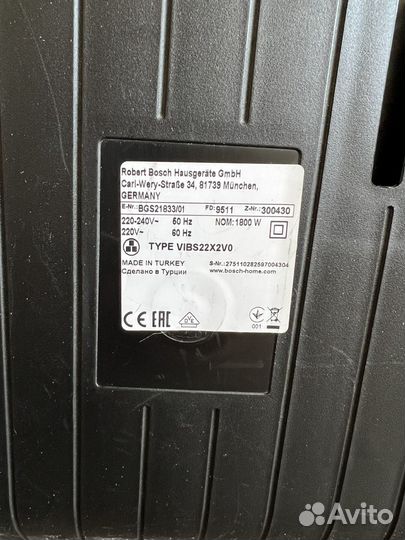 Robert Bosch Hausgeräte GmbH
Carl-Wery-Straße 34, 81739 München,
GERMANY
E-Nr.: BGS21833/01 FD: 9511 Z-Nr.: 300430
220-240V~ 50 Hz NOM: 1800 W
220V~ 60 Hz
TYPE VIBS22X2V0
MADE IN TURKEY S-Nr.: 275110282597004304
Сделано в Турции www.bosch-home.com
CE EAC 001
Avito